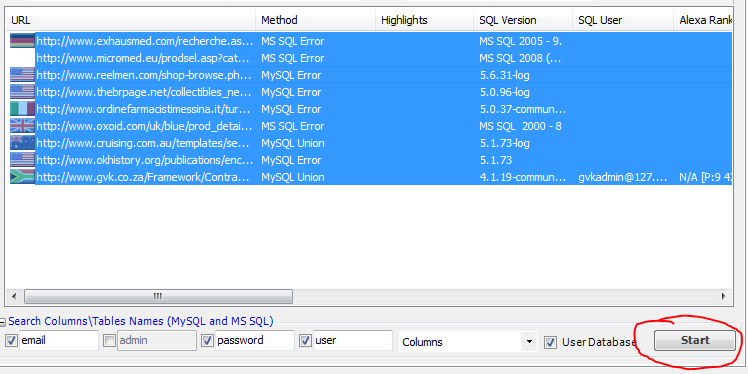 URL Method Highlights SQL Version SQL User Alexa Rank
http://www.exhausmed.com/recherche.as... MS SQL Error MS SQL 2005 - 9.
http://www.micromed.eu/prodsel.asp?cat... MS SQL Error MS SQL 2008 (...
http://www.reelmen.com/shop-browse.ph... MySQL Error 5.6.31-log
http://www.thebrpage.net/collectibles_ne... MySQL Error 5.0.96-log
http://www.ordinefarmacistimessina.it/tur... MySQL Error 5.0.37-commun...
http://www.oxoid.com/uk/blue/prod_detai... MS SQL Error MS SQL 2000 - 8
http://www.cruising.com.au/templates/se... MySQL Union 5.1.73-log
http://www.okhistory.org/publications/enc... MySQL Error 5.1.73
http://www.gvk.co.za/Framework/Contra... MySQL Union 4.1.19-commun... gvkadmin@127.... N/A [P:9 4
Search Columns\Tables Names (MySQL and MS SQL)
email admin password user Columns User Database Start